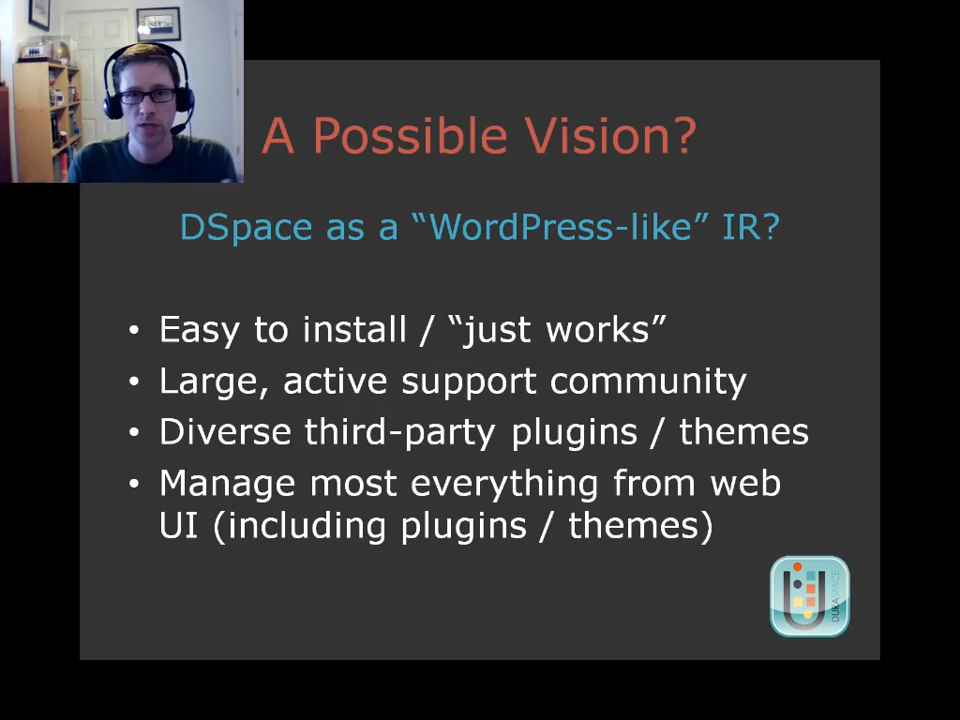 A Possible Vision?
DSpace as a “WordPress-like” IR?
• Easy to install / “just works”
• Large, active support community
• Diverse third-party plugins / themes
• Manage most everything from web
UI (including plugins / themes)
DURASPACE